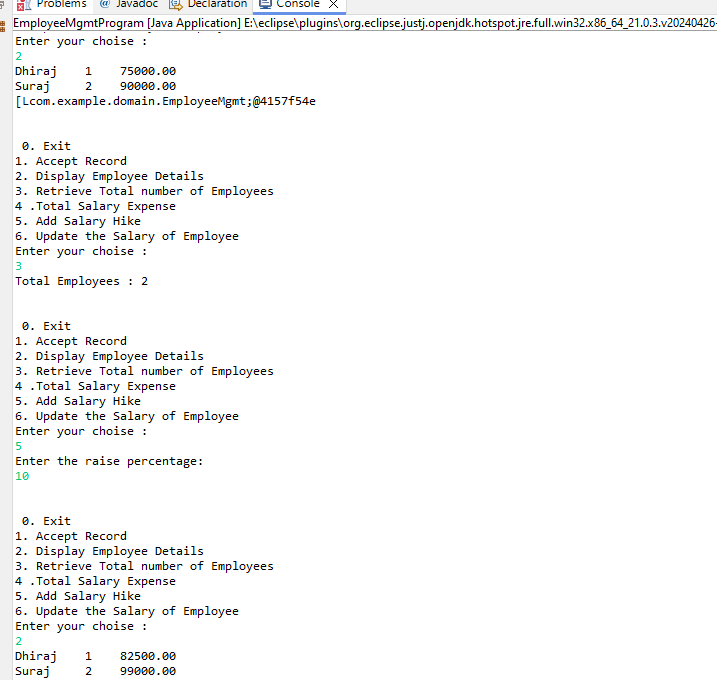 Problems Javadoc Declaration Console
EmployeeMgmtProgram [Java Application] E:\eclipse\plugins\org.eclipse.justj.openjdk.hotspot.jre.full.win32.x86_64_21.0.3.v20240426-
Enter your choise :
2
Dhiraj 1 75000.00
Suraj 2 90000.00
[Lcom.example.domain.EmployeeMgmt;@4157f54e
0. Exit
1. Accept Record
2. Display Employee Details
3. Retrieve Total number of Employees
4 .Total Salary Expense
5. Add Salary Hike
6. Update the Salary of Employee
Enter your choise :
3
Total Employees : 2
0. Exit
1. Accept Record
2. Display Employee Details
3. Retrieve Total number of Employees
4 .Total Salary Expense
5. Add Salary Hike
6. Update the Salary of Employee
Enter your choise :
5
Enter the raise percentage:
10
0. Exit
1. Accept Record
2. Display Employee Details
3. Retrieve Total number of Employees
4 .Total Salary Expense
5. Add Salary Hike
6. Update the Salary of Employee
Enter your choise :
2
Dhiraj 1 82500.00
Suraj 2 99000.00